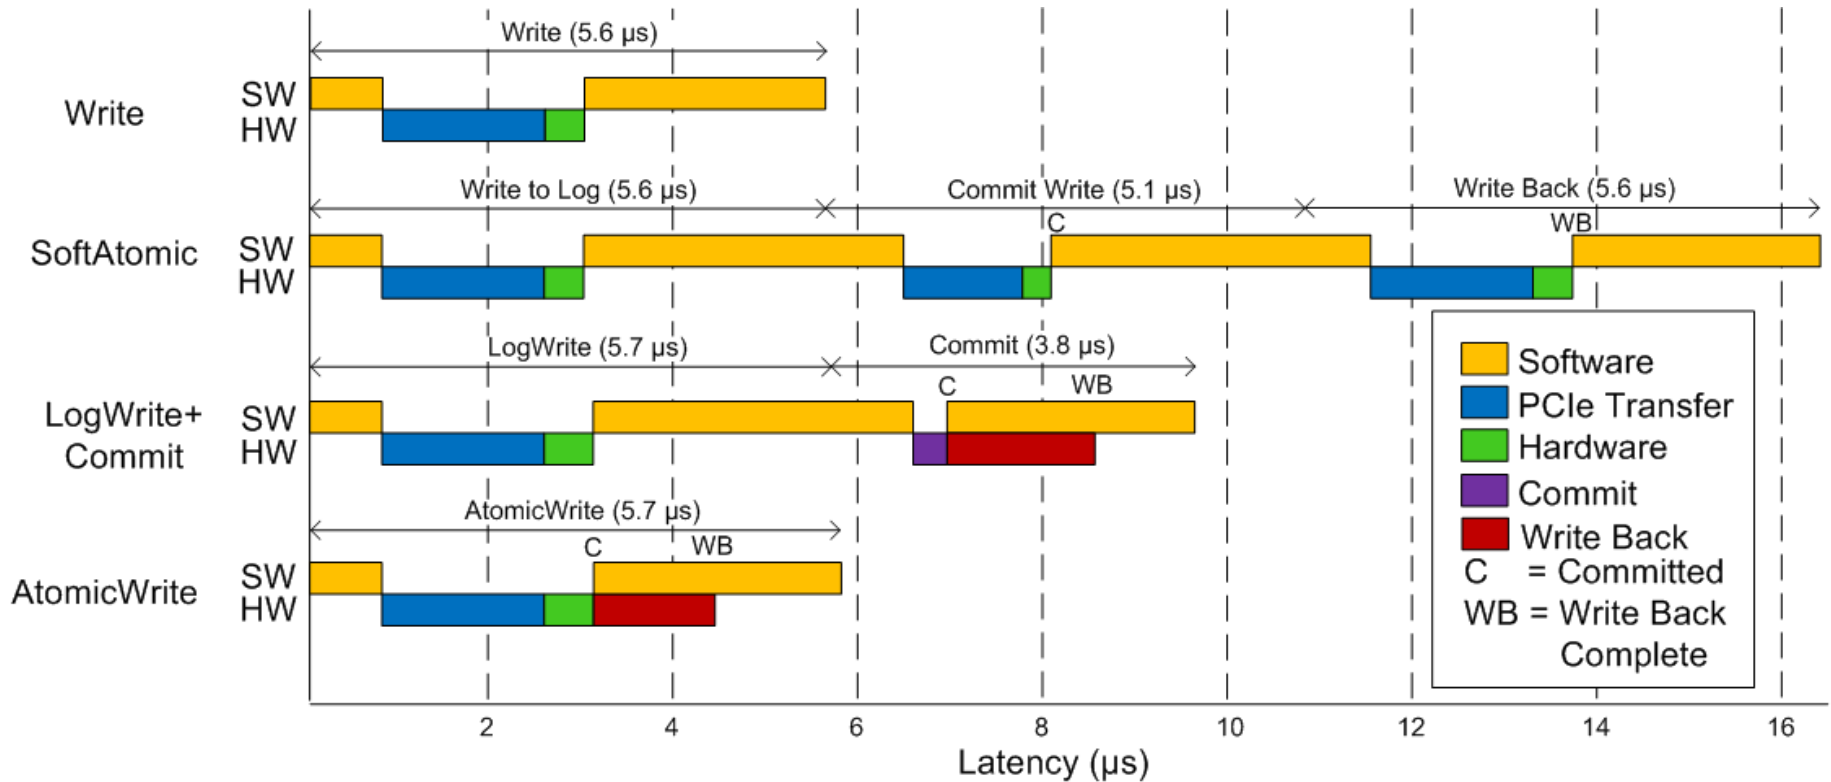 Write (5.6 µs)
Write
SW
HW
Write to Log (5.6 µs)
Commit Write (5.1 µs)
Write Back (5.6 µs)
C
WB
SoftAtomic
SW
HW
LogWrite (5.7 µs)
Commit (3.8 µs)
C
WB
LogWrite+
Commit
SW
HW
AtomicWrite (5.7 µs)
C
WB
AtomicWrite
SW
HW
Software
PCIe Transfer
Hardware
Commit
Write Back
C = Committed
WB = Write Back
Complete
2 4 6 8 10 12 14 16
Latency (µs)